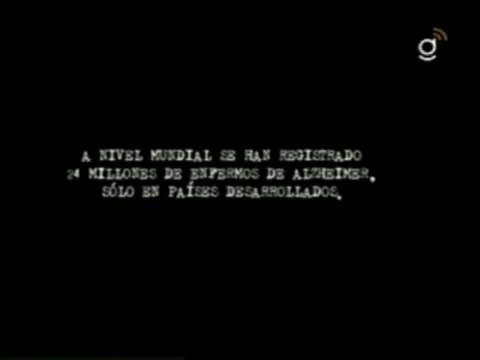 A NIVEL MUNDIAL SE HAN REGISTRADO
24 MILLONES DE ENFERMOS DE ALZHEIMER.
SÓLO EN PAÍSES DESARROLLADOS.